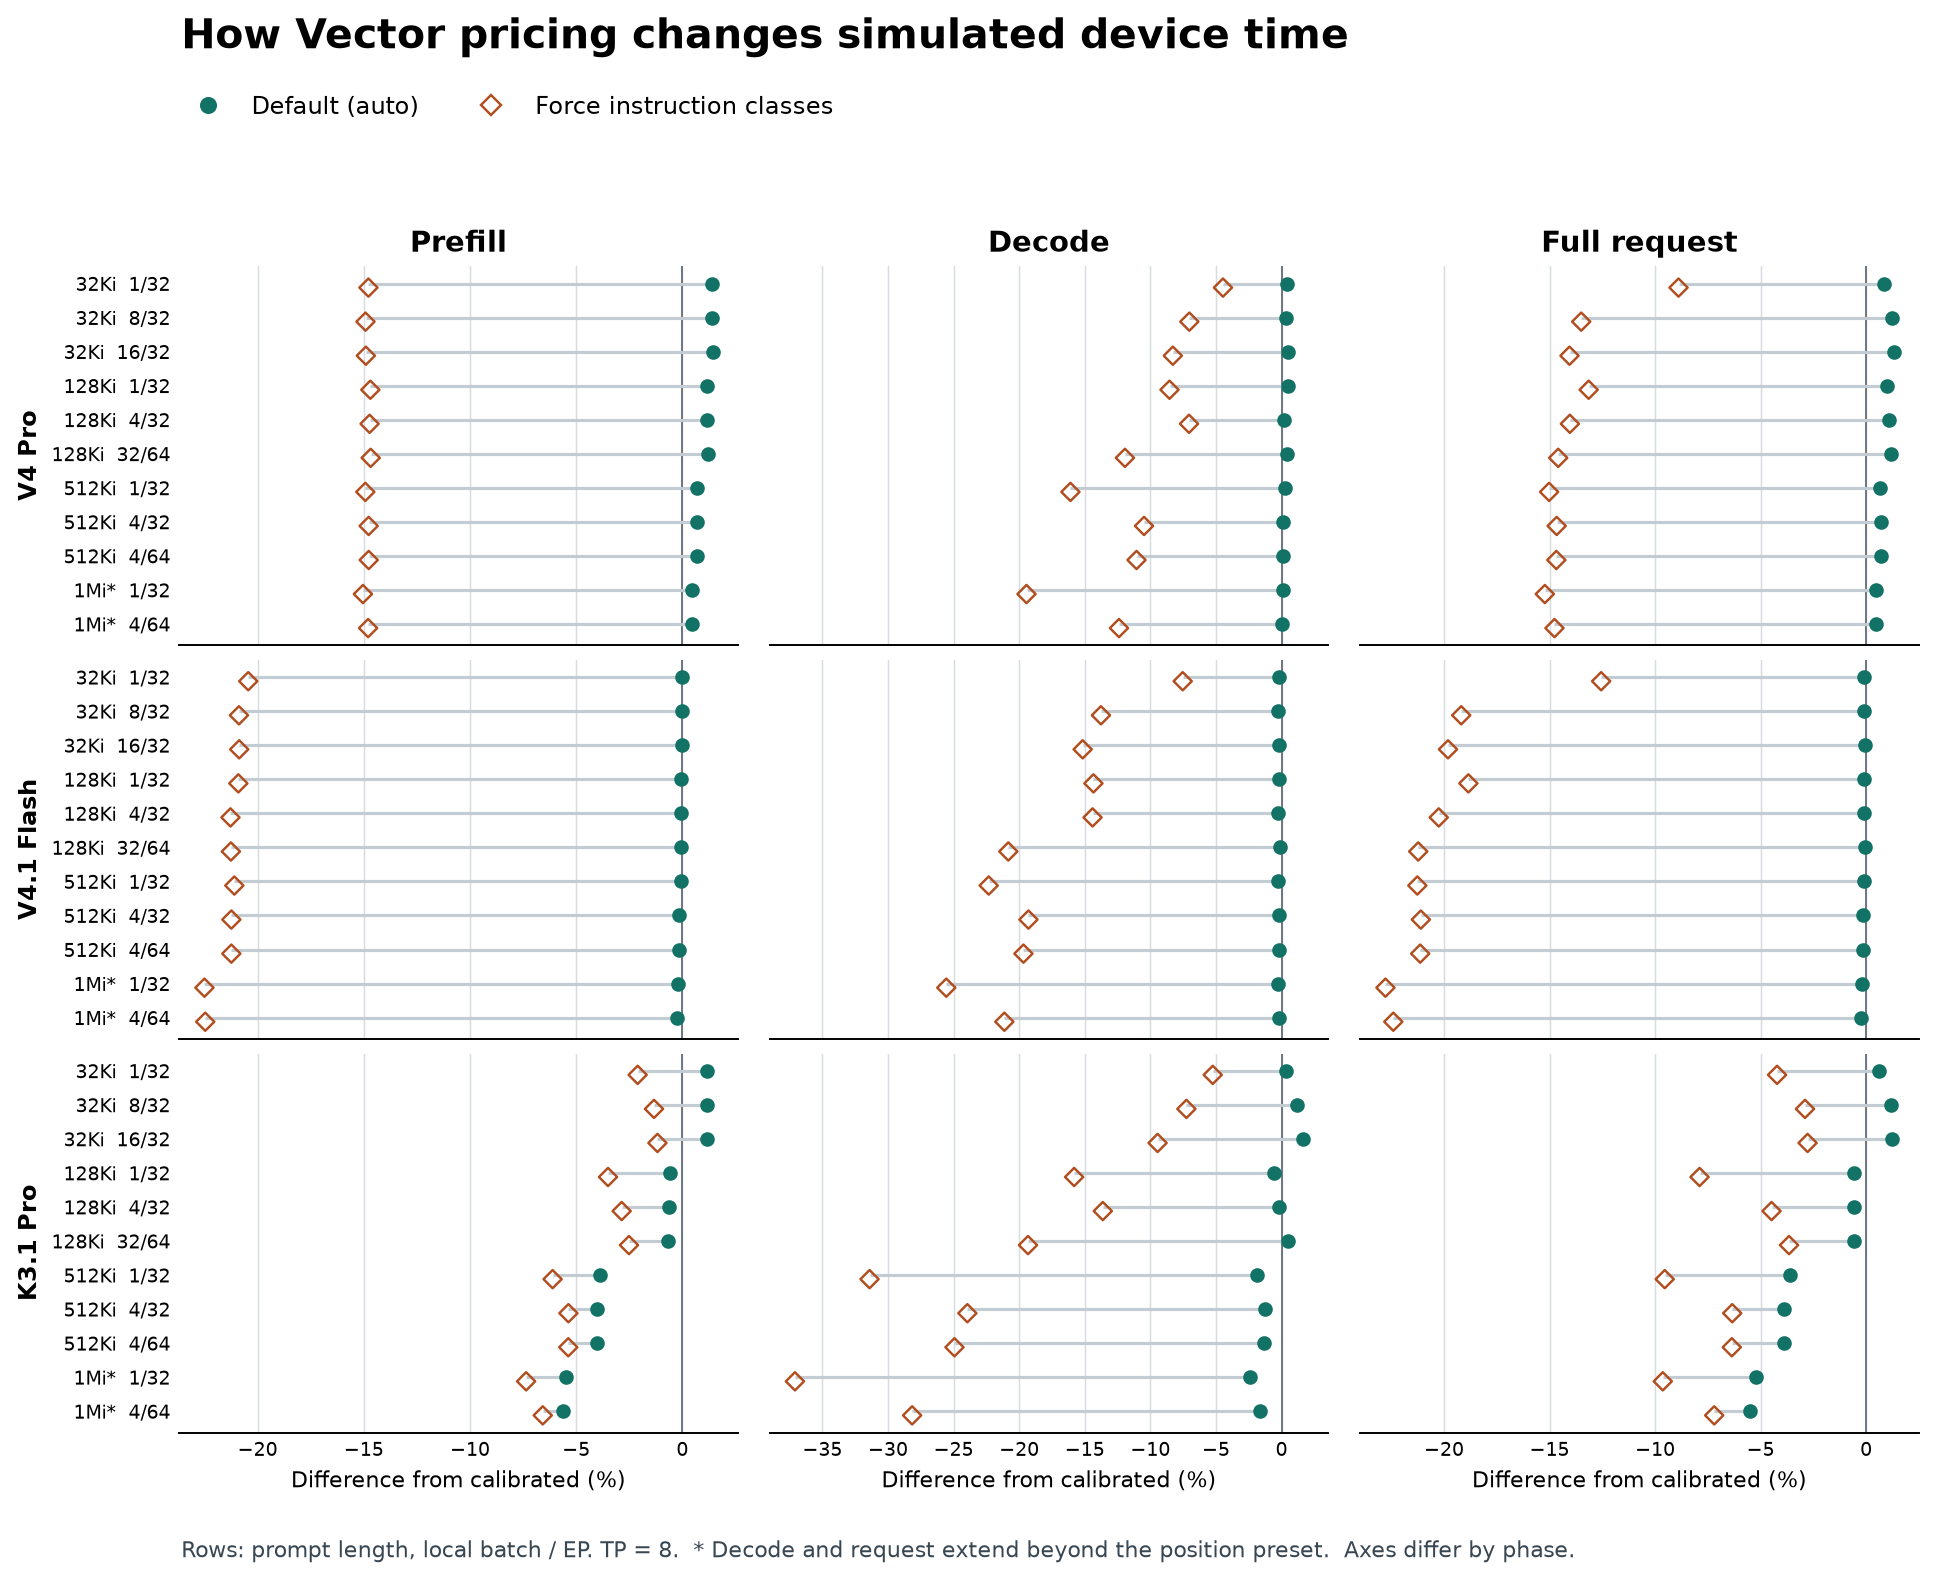 How Vector pricing changes simulated device time
Default (auto)
Force instruction classes
Prefill
Decode
Full request
V4 Pro
32Ki 1/32
32Ki 8/32
32Ki 16/32
128Ki 1/32
128Ki 4/32
128Ki 32/64
512Ki 1/32
512Ki 4/32
512Ki 4/64
1Mi* 1/32
1Mi* 4/64
V4.1 Flash
32Ki 1/32
32Ki 8/32
32Ki 16/32
128Ki 1/32
128Ki 4/32
128Ki 32/64
512Ki 1/32
512Ki 4/32
512Ki 4/64
1Mi* 1/32
1Mi* 4/64
K3.1 Pro
32Ki 1/32
32Ki 8/32
32Ki 16/32
128Ki 1/32
128Ki 4/32
128Ki 32/64
512Ki 1/32
512Ki 4/32
512Ki 4/64
1Mi* 1/32
1Mi* 4/64
−20 −15 −10 −5 0
−35 −30 −25 −20 −15 −10 −5 0
−20 −15 −10 −5 0
Difference from calibrated (%)
Difference from calibrated (%)
Difference from calibrated (%)
Rows: prompt length, local batch / EP. TP = 8. * Decode and request extend beyond the position preset. Axes differ by phase.